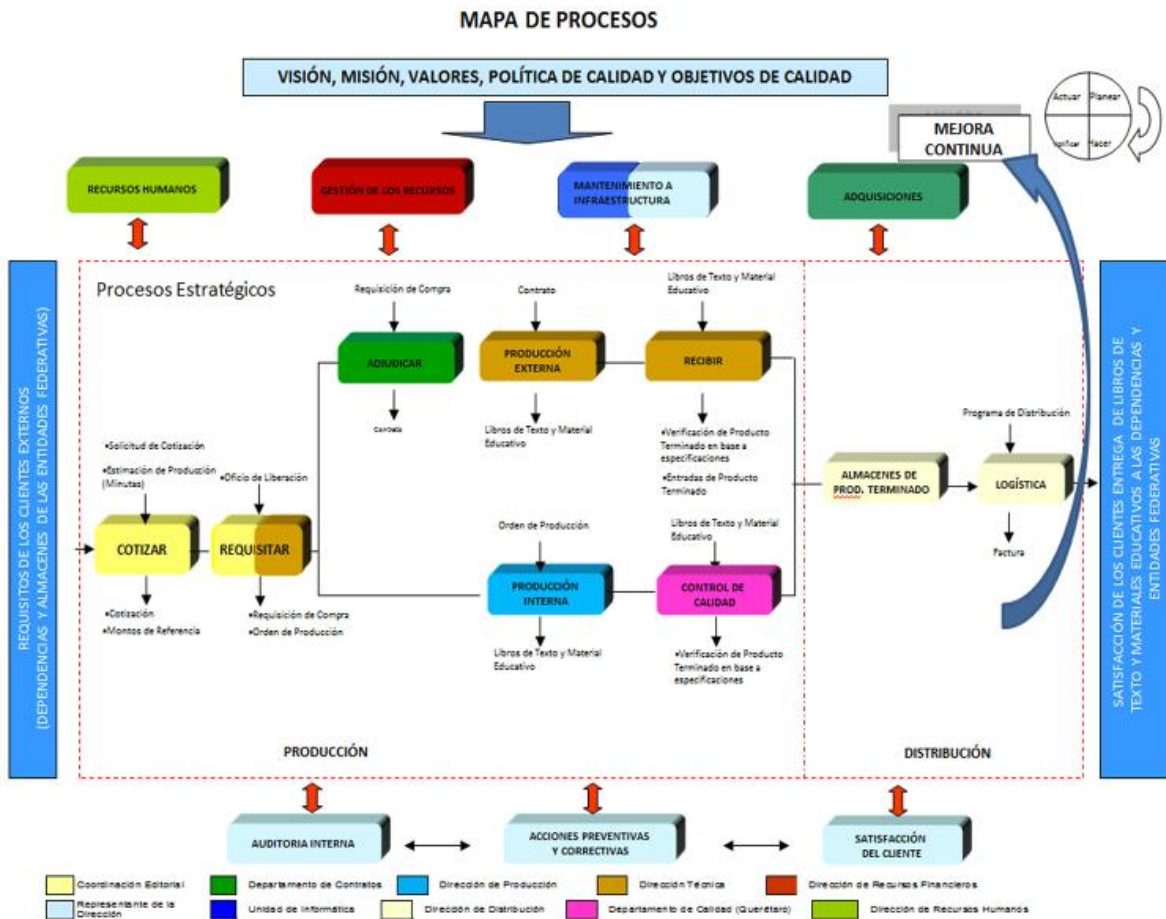 MAPA DE PROCESOS
VISIÓN, MISIÓN, VALORES, POLÍTICA DE CALIDAD Y OBJETIVOS DE CALIDAD
Actuar
Planear
Hacer
MEJORA
CONTINUA
RECURSOS HUMANOS
GESTIÓN DE LOS RECURSOS
MANTENIMIENTO A
INFRAESTRUCTURA
ADQUISICIONES
REQUISETOS DE LOS CLIENTES EXTERNOS
(DEPENDENCIAS Y ALMACENES DE LAS ENTIDADES FEDERATIVAS)
Procesos Estratégicos
Requisición de Compra
ADJUDICAR
Contrato
Contrato
PRODUCCIÓN
EXTERNA
Libros de Texto y Material
Educativo
Libros de Texto y Material
Educativo
RECIBIR
•Verificación de Producto
Terminado en base a
especificaciones
•Entradas de Producto
Terminado
•Solicitud de Cotización
•Estimación de Producción
(Minutas)
COTIZAR
•Cotización
•Montos de Referencia
•Oficio de Liberación
REQUISITAR
•Requisición de Compra
•Orden de Producción
Orden de Producción
PRODUCCIÓN
INTERNA
Libros de Texto y Material
Educativo
Libros de Texto y Material
Educativo
CONTROL DE
CALIDAD
•Verificación de Producto
Terminado en base a
especificaciones
ALMACENES DE
PROD. TERMINADO
Programa de Distribución
LOGÍSTICA
Factura
PRODUCCIÓN
DISTRIBUCIÓN
SATISFACCIÓN DE LOS CLIENTES ENTREGA DE LIBROS DE
TEXTO Y MATERIALES EDUCATIVOS A LAS DEPENDENCIAS Y
ENTIDADES FEDERATIVAS
AUDITORIA INTERNA
ACCIONES PREVENTIVAS
Y CORRECTIVAS
SATISFACCIÓN
DEL CLIENTE
Coordinación Editorial
Departamento de Contratos
Dirección de Producción
Dirección Técnica
Dirección de Recursos Financieros
Representante de la
Dirección
Unidad de Informática
Dirección de Distribución
Departamento de Calidad (Querétaro)
Dirección de Recursos Humanos